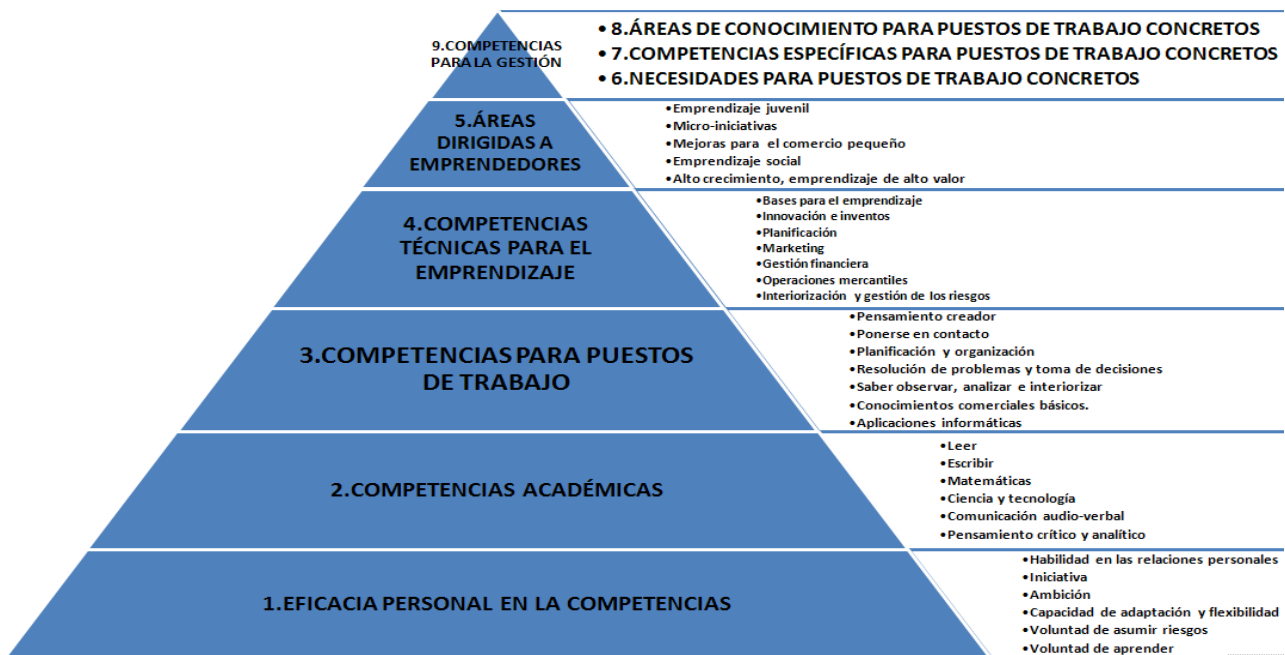 9.COMPETENCIAS
PARA LA GESTIÓN
• 8.ÁREAS DE CONOCIMIENTO PARA PUESTOS DE TRABAJO CONCRETOS
• 7.COMPETENCIAS ESPECÍFICAS PARA PUESTOS DE TRABAJO CONCRETOS
• 6.NECESIDADES PARA PUESTOS DE TRABAJO CONCRETOS
5.ÁREAS
DIRIGIDAS A
EMPRENDEDORES
•Emprendizaje juvenil
•Micro-iniciativas
•Mejoras para el comercio pequeño
•Emprendizaje social
•Alto crecimiento, emprendizaje de alto valor
4.COMPETENCIAS
TÉCNICAS PARA EL
EMPRENDIZAJE
•Bases para el emprendizaje
•Innovación e inventos
•Planificación
•Marketing
•Gestión financiera
•Operaciones mercantiles
•Interiorización y gestión de los riesgos
3.COMPETENCIAS PARA PUESTOS
DE TRABAJO
•Pensamiento creador
•Ponerse en contacto
•Planificación y organización
•Resolución de problemas y toma de decisiones
•Saber observar, analizar e interiorizar
•Conocimientos comerciales básicos.
•Aplicaciones informáticas
2.COMPETENCIAS ACADÉMICAS
•Leer
•Escribir
•Matemáticas
•Ciencia y tecnología
•Comunicación audio-verbal
•Pensamiento crítico y analítico
1.EFICACIA PERSONAL EN LA COMPETENCIAS
•Habilidad en las relaciones personales
•Iniciativa
•Ambición
•Capacidad de adaptación y flexibilidad
•Voluntad de asumir riesgos
•Voluntad de aprender